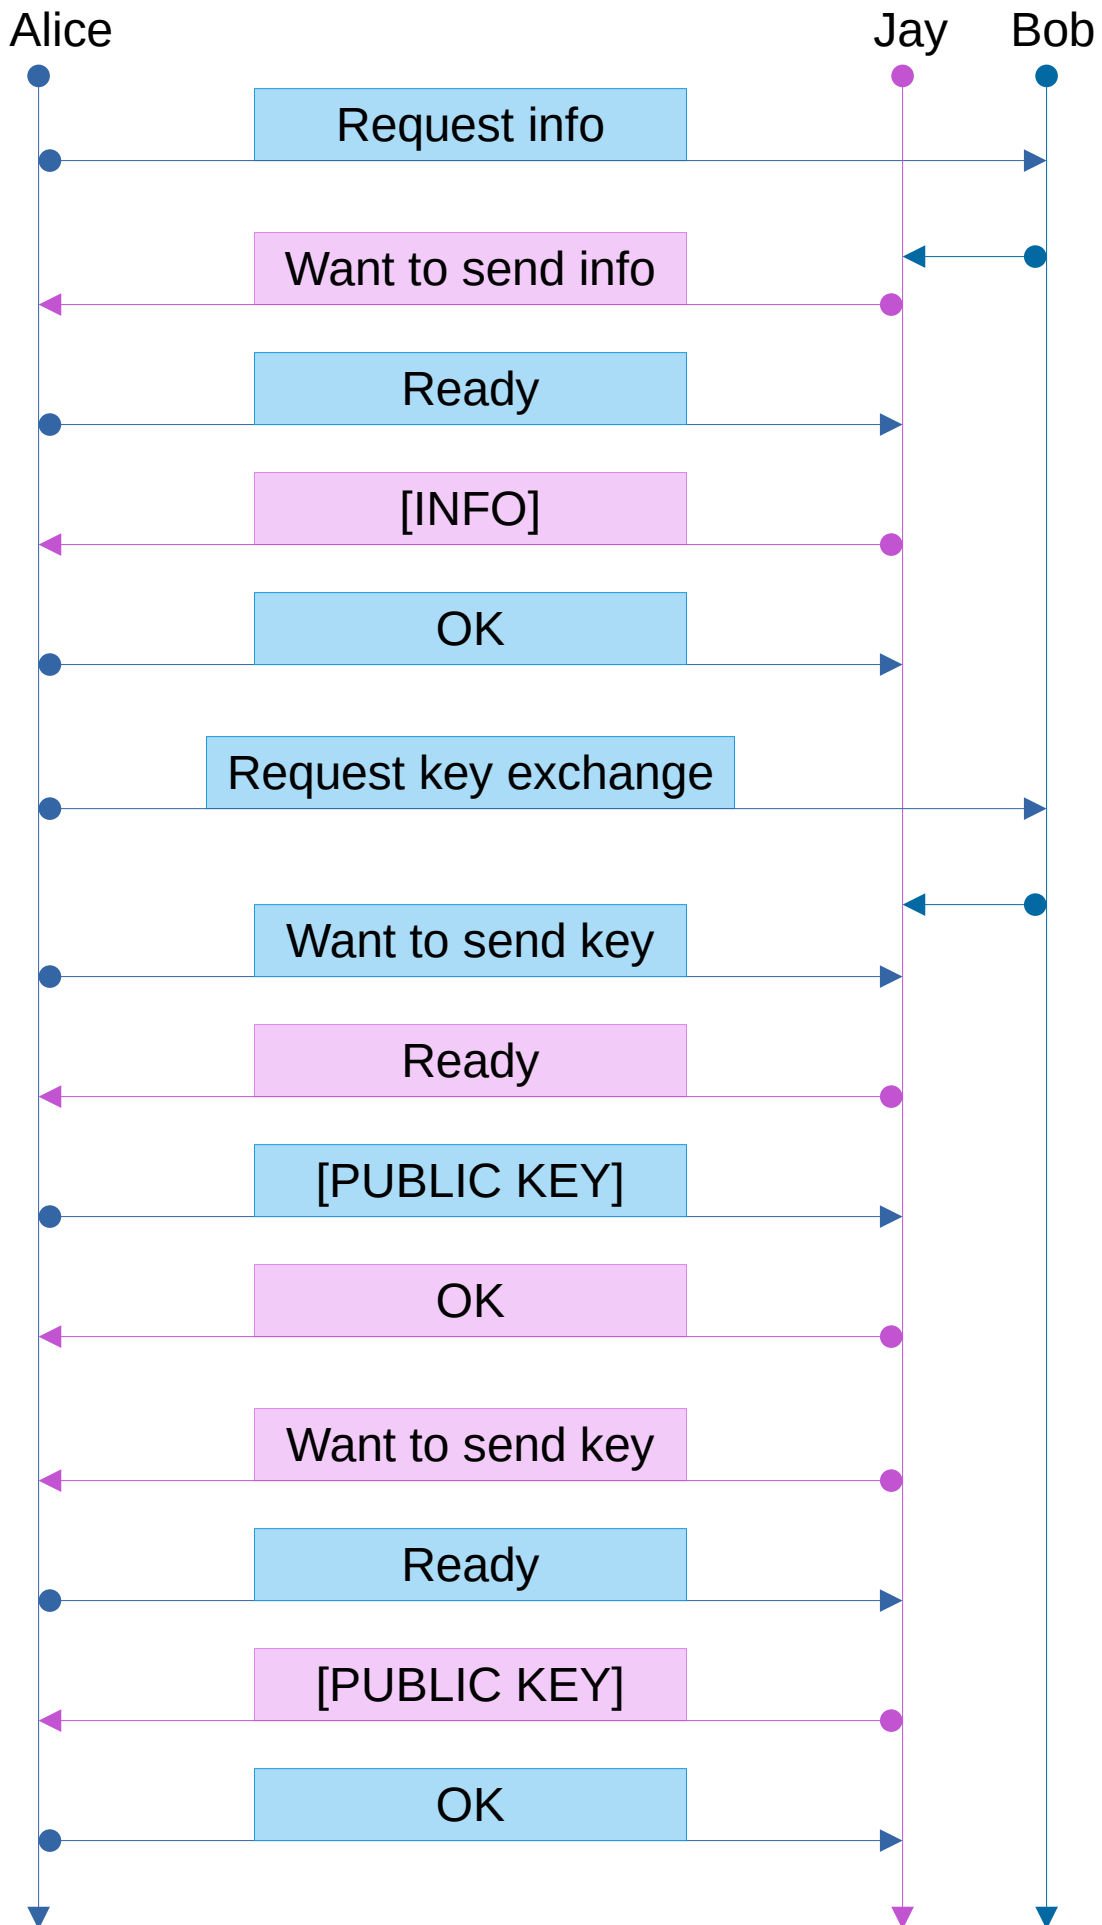 Alice
Jay
Bob
Request info
Want to send info
Ready
[INFO]
OK
Request key exchange
Want to send key
Ready
[PUBLIC KEY]
OK
Want to send key
Ready
[PUBLIC KEY]
OK